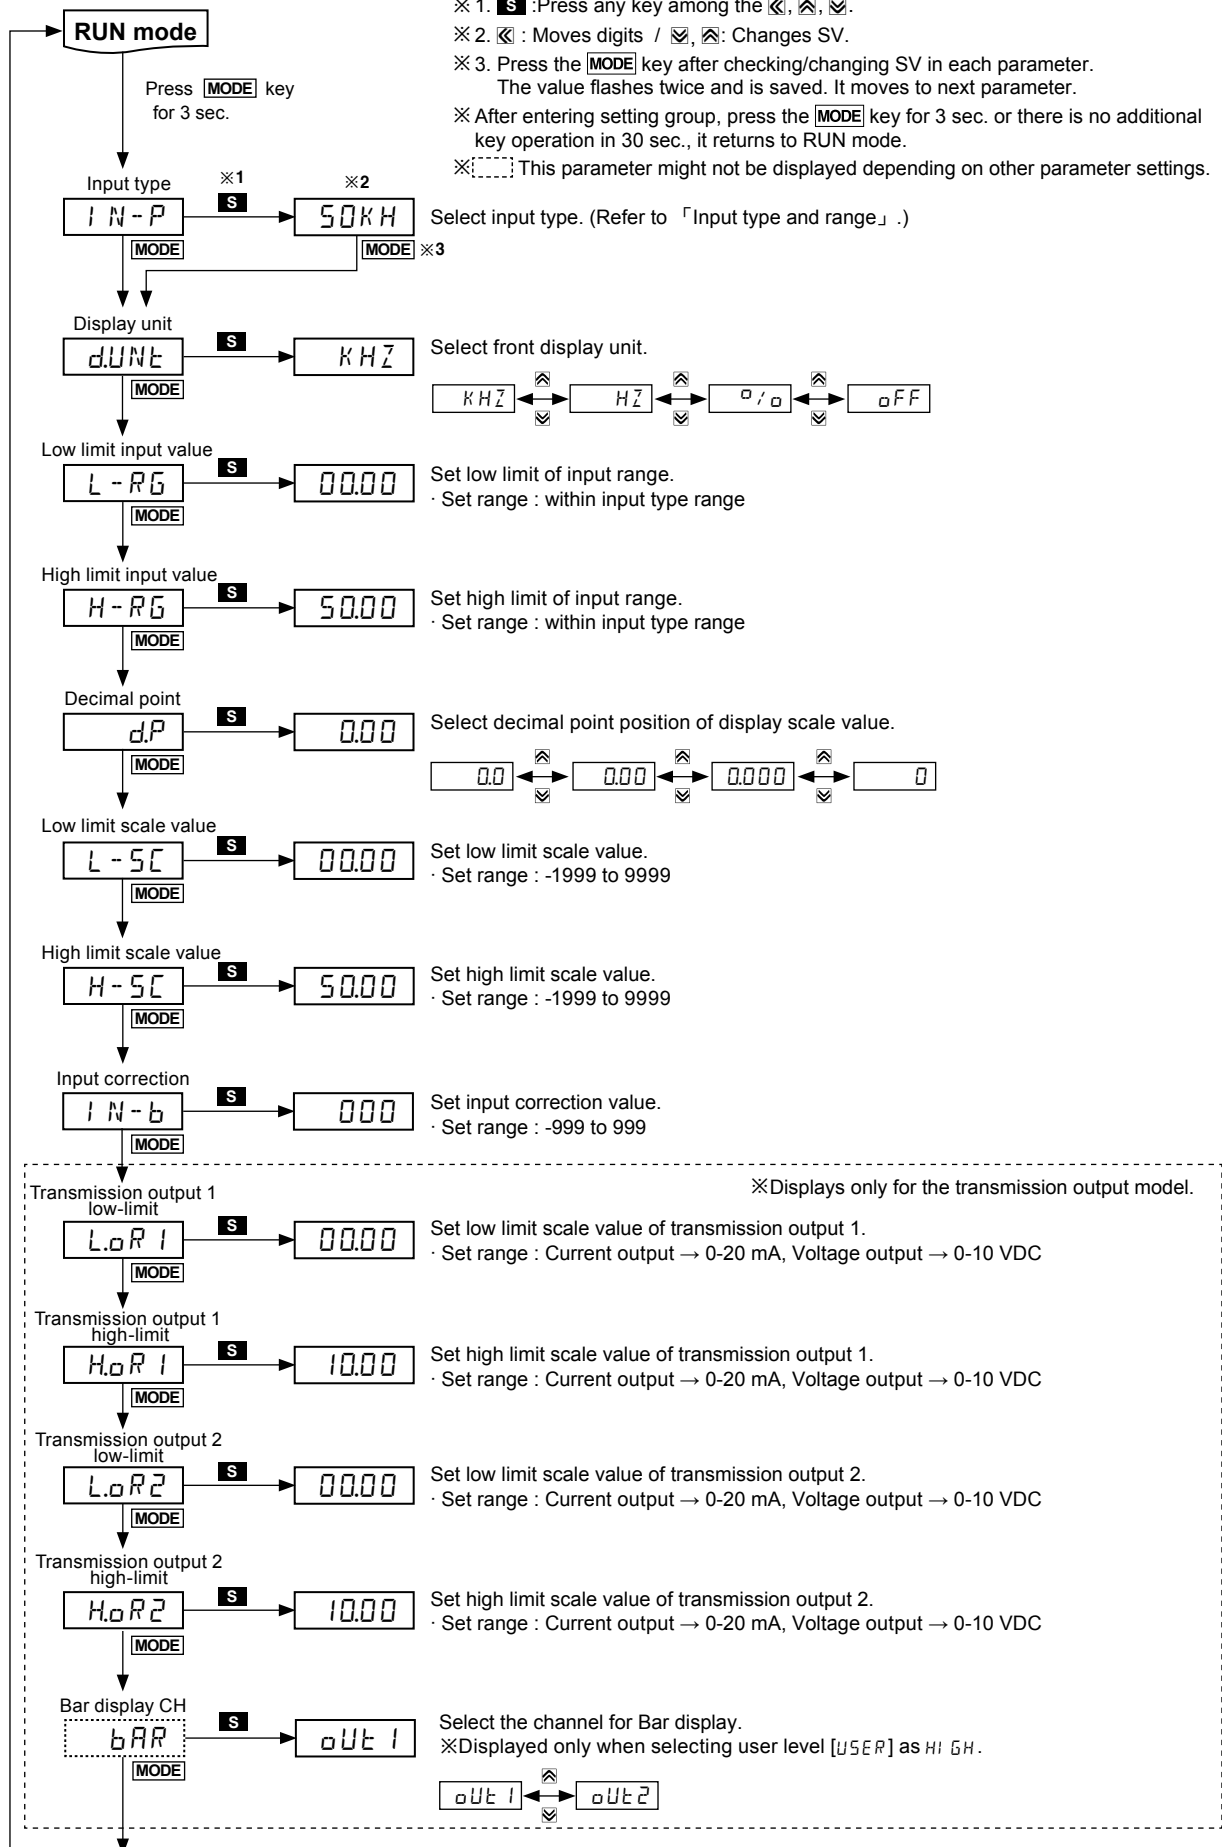 ※ 1. S :Press any key among the «, ︽, ︾.
RUN mode
※ 2. « : Moves digits / ︾, ︽: Changes SV.
※ 3. Press the MODE key after checking/changing SV in each parameter.
The value flashes twice and is saved. It moves to next parameter.
Press MODE key
for 3 sec.
※ After entering setting group, press the MODE key for 3 sec. or there is no additional
key operation in 30 sec., it returns to RUN mode.
※ This parameter might not be displayed depending on other parameter settings.
Input type ※1 ※2
IN-P S 50KH Select input type. (Refer to 「Input type and range」.)
MODE MODE ※3
Display unit
d.UNt S KHZ Select front display unit.
MODE
KHZ HZ o/o oFF
Low limit input value
L-RG S 00.00 Set low limit of input range.
· Set range : within input type range
MODE
High limit input value
H-RG S 50.00 Set high limit of input range.
· Set range : within input type range
MODE
Decimal point
d.P S 0.00 Select decimal point position of display scale value.
MODE
0.0 0.00 0.000 0
Low limit scale value
L-SC S 00.00 Set low limit scale value.
· Set range : -1999 to 9999
MODE
High limit scale value
H-SC S 50.00 Set high limit scale value.
· Set range : -1999 to 9999
MODE
Input correction
IN-b S 000 Set input correction value.
· Set range : -999 to 999
MODE
※Displays only for the transmission output model.
Transmission output 1
low-limit
L.oR1 S 00.00 Set low limit scale value of transmission output 1.
· Set range : Current output → 0-20 mA, Voltage output → 0-10 VDC
MODE
Transmission output 1
high-limit
H.oR1 S 10.00 Set high limit scale value of transmission output 1.
· Set range : Current output → 0-20 mA, Voltage output → 0-10 VDC
MODE
Transmission output 2
low-limit
L.oR2 S 00.00 Set low limit scale value of transmission output 2.
· Set range : Current output → 0-20 mA, Voltage output → 0-10 VDC
MODE
Transmission output 2
high-limit
H.oR2 S 10.00 Set high limit scale value of transmission output 2.
· Set range : Current output → 0-20 mA, Voltage output → 0-10 VDC
MODE
Bar display CH
bAR S oUt1 Select the channel for Bar display.
※Displayed only when selecting user level [USER] as HIGH.
MODE
oUt1 oUt2